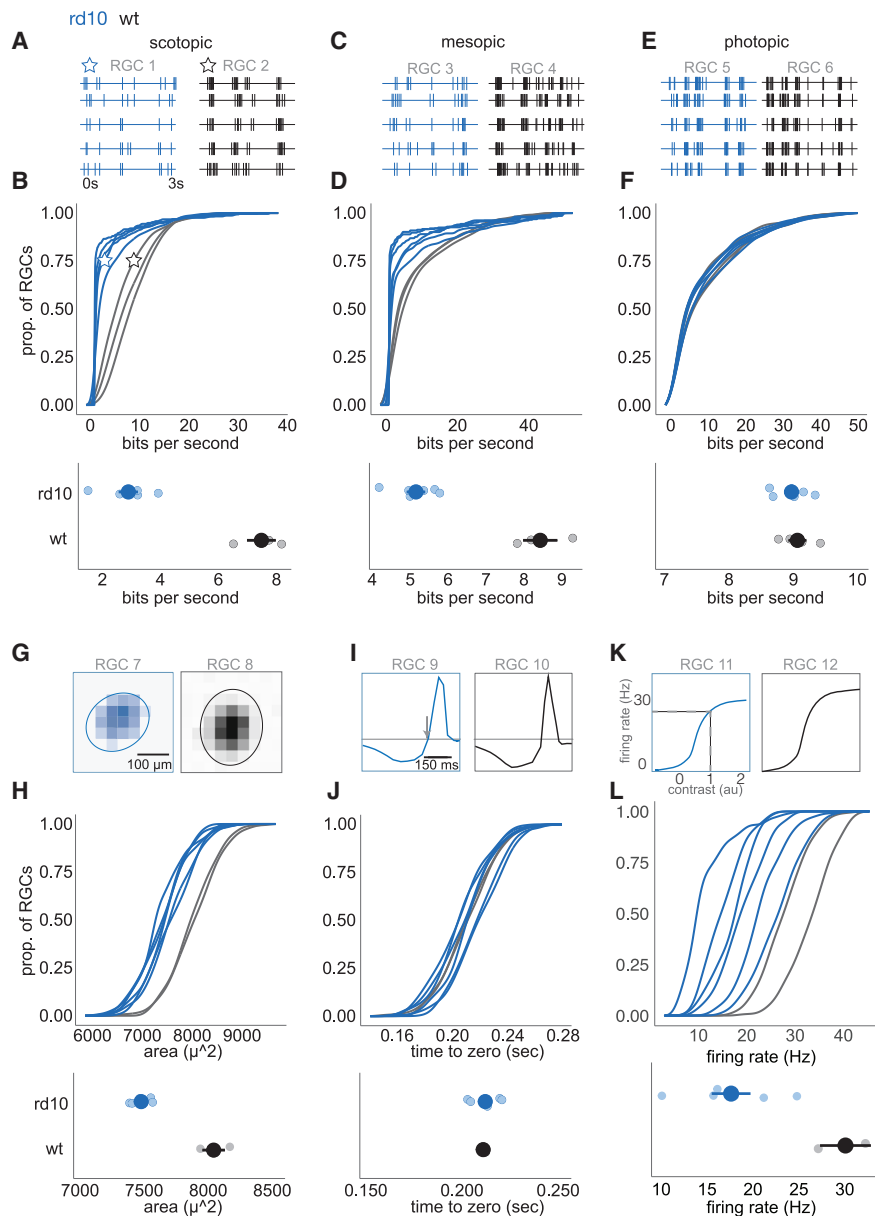 rd10 wt
A scotopic C mesopic E photopic
RGC 1 RGC 2 RGC 3 RGC 4 RGC 5 RGC 6
0s 3s
B D F
prop. of RGCs
1.00 1.00 1.00
0.75 0.75 0.75
0.50 0.50 0.50
0.25 0.25 0.25
0.00 0.00 0.00
0 10 20 30 40 0 20 40 0 10 20 30 40 50
bits per second bits per second bits per second
rd10
wt
2 4 6 8 4 5 6 7 8 9 7 8 9 10
bits per second bits per second bits per second
G I K
RGC 7 RGC 8 RGC 9 RGC 10 RGC 11 RGC 12
100 µm
150 ms
firing rate (Hz)
30
0
0 1 2
contrast (au)
H J L
prop. of RGCs
1.00 1.00 1.00
0.75 0.75 0.75
0.50 0.50 0.50
0.25 0.25 0.25
0.00 0.00 0.00
6000 7000 8000 9000 0.16 0.20 0.24 0.28 10 20 30 40
area (µ^2) time to zero (sec) firing rate (Hz)
rd10
wt
7000 7500 8000 8500 0.150 0.200 0.250 10 15 20 25 30
area (µ^2) time to zero (sec) firing rate (Hz)